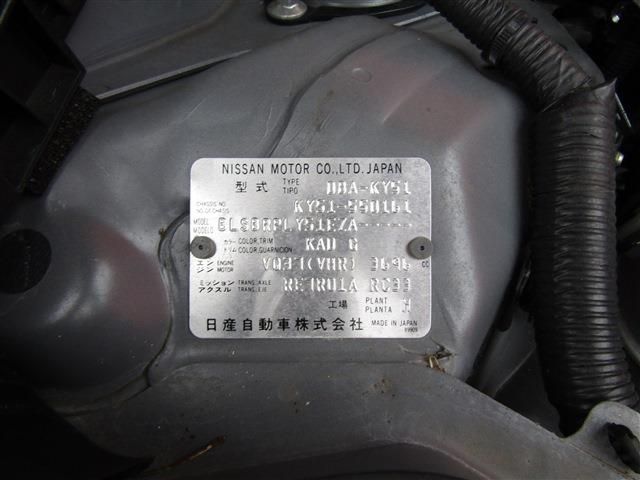 NISSAN MOTOR CO.,LTD.JAPAN
型式 TYPE TIPO DBA-KY51
CHASSIS NO. NO. DE CHASIS KY51-550161
MODEL MODELO
カラー COLOR,TRIM トリム COLOR,GUARNICION KAD G
エンジン ENGINE MOTOR VQ37(VHR) 3696 CC
ミッション TRANS. AXLE アクスル TRANS. EJE RE7R01A RC33
工場 PLANT PLANTA
日産自動車株式会社 MADE IN JAPAN